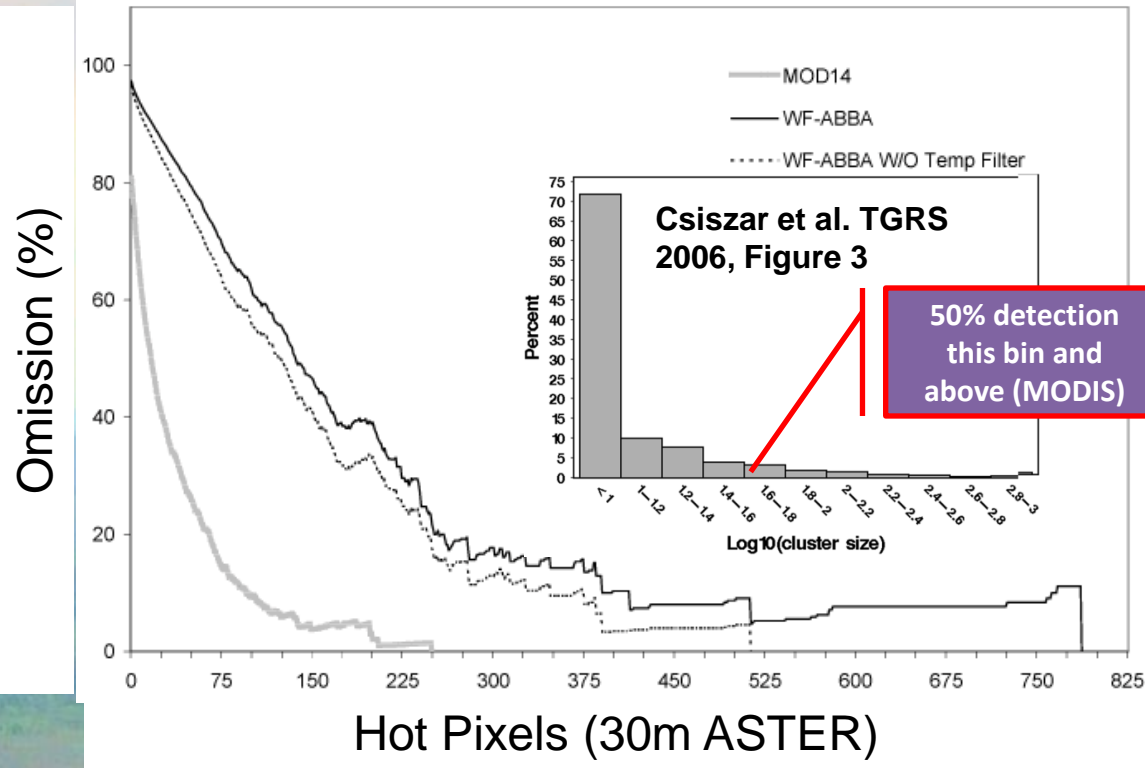 Omission (%)
100
80
60
40
20
0
MOD14
WF-ABBA
WF-ABBA W/O Temp Filter
75
70
65
60
55
50
45
40
35
30
25
20
15
10
5
0
Percent
Csiszar et al. TGRS
2006, Figure 3
50% detection
this bin and
above (MODIS)
< 1
1–1.2
1.2–1.4
1.4–1.6
1.6–1.8
1.8–2
2–2.2
2.2–2.4
2.4–2.6
2.6–2.8
2.8–3
Log10(cluster size)
0 75 150 225 300 375 450 525 600 675 750 825
Hot Pixels (30m ASTER)